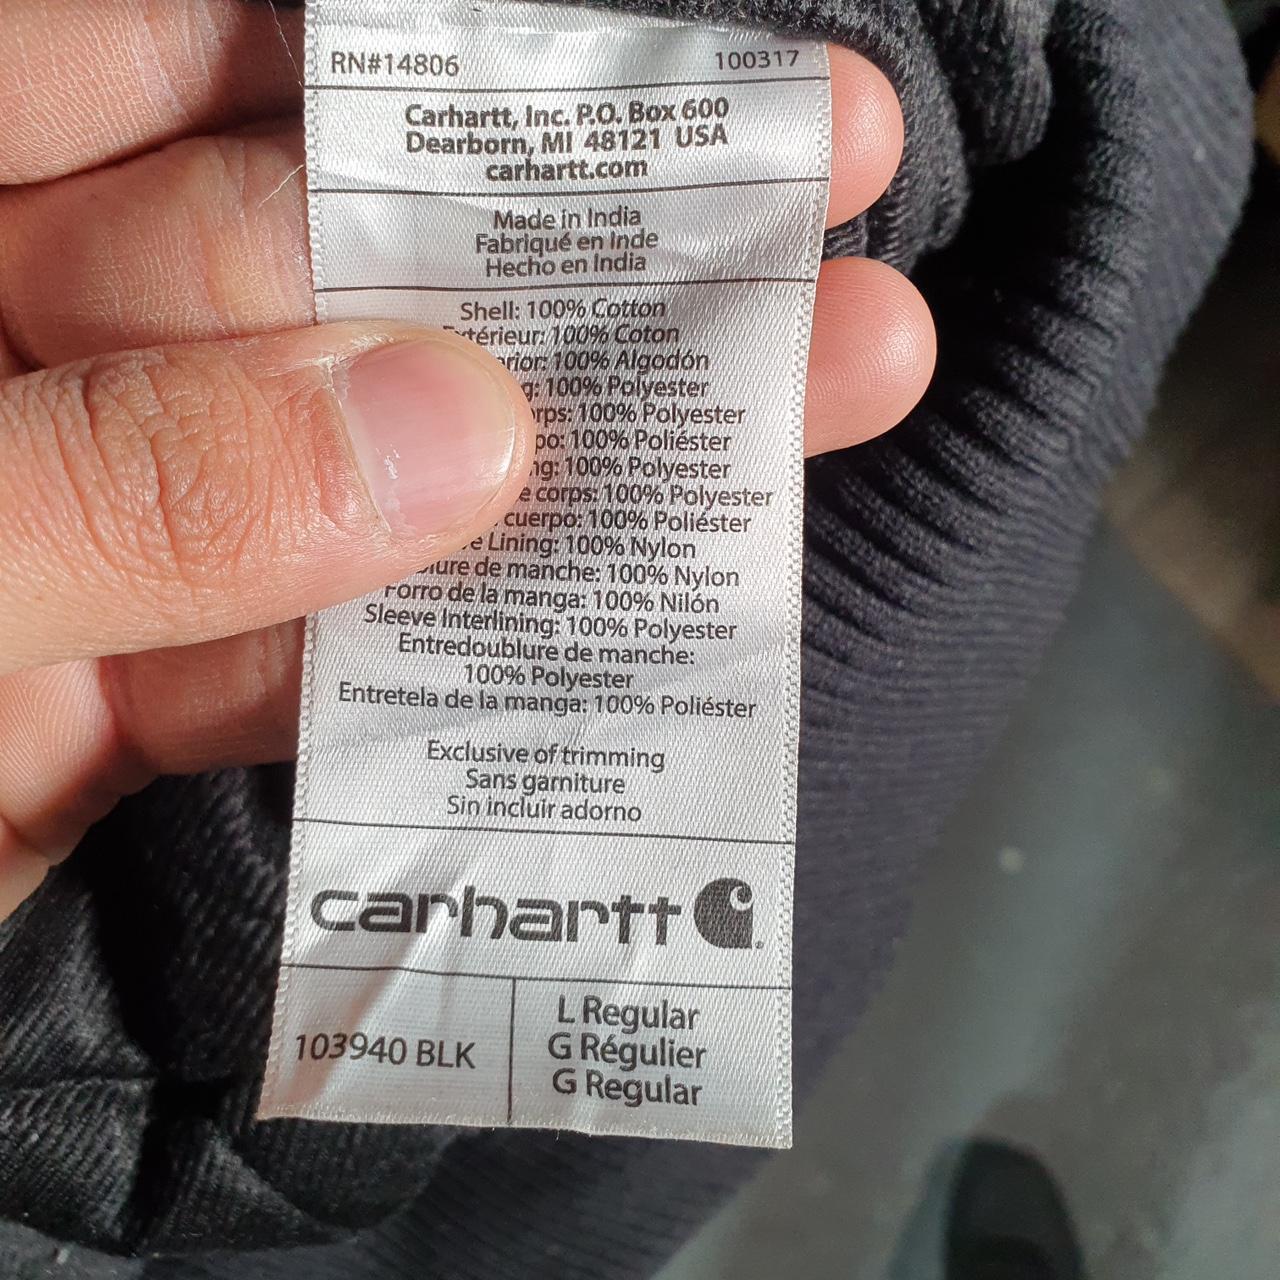 RN#14806 100317
Carhartt, Inc. P.O. Box 600
Dearborn, MI 48121 USA
carhartt.com
Made in India
Fabriqué en Inde
Hecho en India
Shell: 100% Cotton
100% Coton
100% Algodón
100% Polyester
100% Polyester
100% Poliéster
100% Polyester
corps: 100% Polyester
cuerpo: 100% Poliéster
Lining: 100% Nylon
de manche: 100% Nylon
Forro de la manga: 100% Nilón
Sleeve Interlining: 100% Polyester
Entredoublure de manche:
100% Polyester
Entretela de la manga: 100% Poliéster
Exclusive of trimming
Sans garniture
Sin incluir adorno
carhartt
103940 BLK
L Regular
G Régulier
G Regular